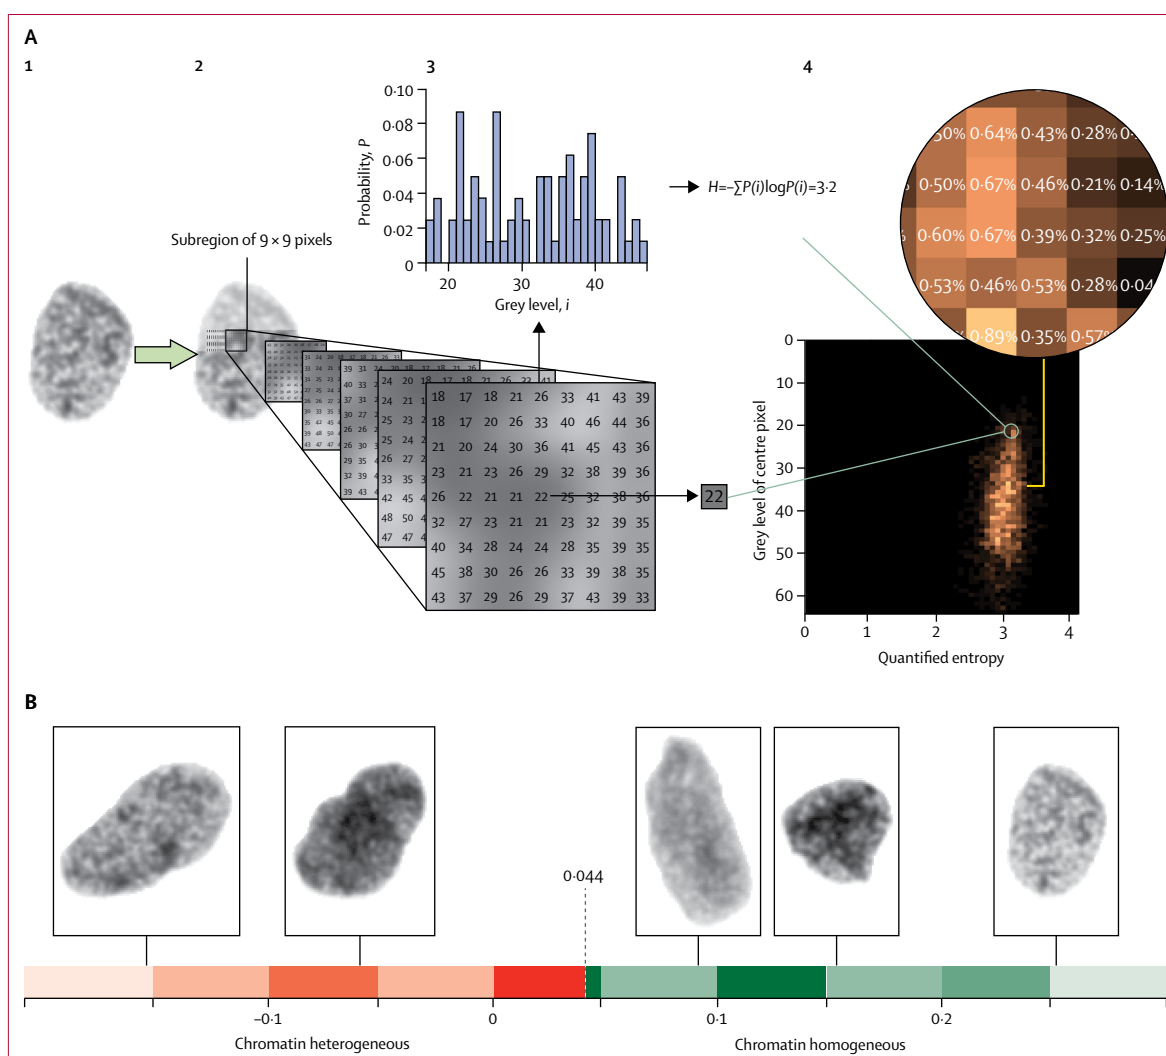 A
1
2
3
4
0·10
0·08
0·06
0·04
0·02
0
Probability, P
20
30
40
Grey level, i
H=–∑P(i)logP(i)=3·2
Subregion of 9 × 9 pixels
0·64% 0·43% 0·28%
0·50% 0·67% 0·46% 0·21% 0·14%
0·60% 0·67% 0·39% 0·32% 0·25%
0·53% 0·46% 0·53% 0·28% 0·04
0·89% 0·35% 0·57%
18 17 18 21 26 33 41 43 39
18 17 20 26 33 40 46 44 36
21 20 24 30 36 41 45 43 36
23 21 23 26 29 32 38 39 36
26 22 21 21 22 25 32 38 36
32 27 23 21 21 23 32 39 35
40 34 28 24 24 28 35 39 35
45 38 30 26 26 33 39 38 35
43 37 29 26 29 37 43 39 33
22
0
10
20
30
40
50
60
Grey level of centre pixel
0
1
2
3
4
Quantified entropy
B
0·044
–0·1
0
0·1
0·2
Chromatin heterogeneous
Chromatin homogeneous